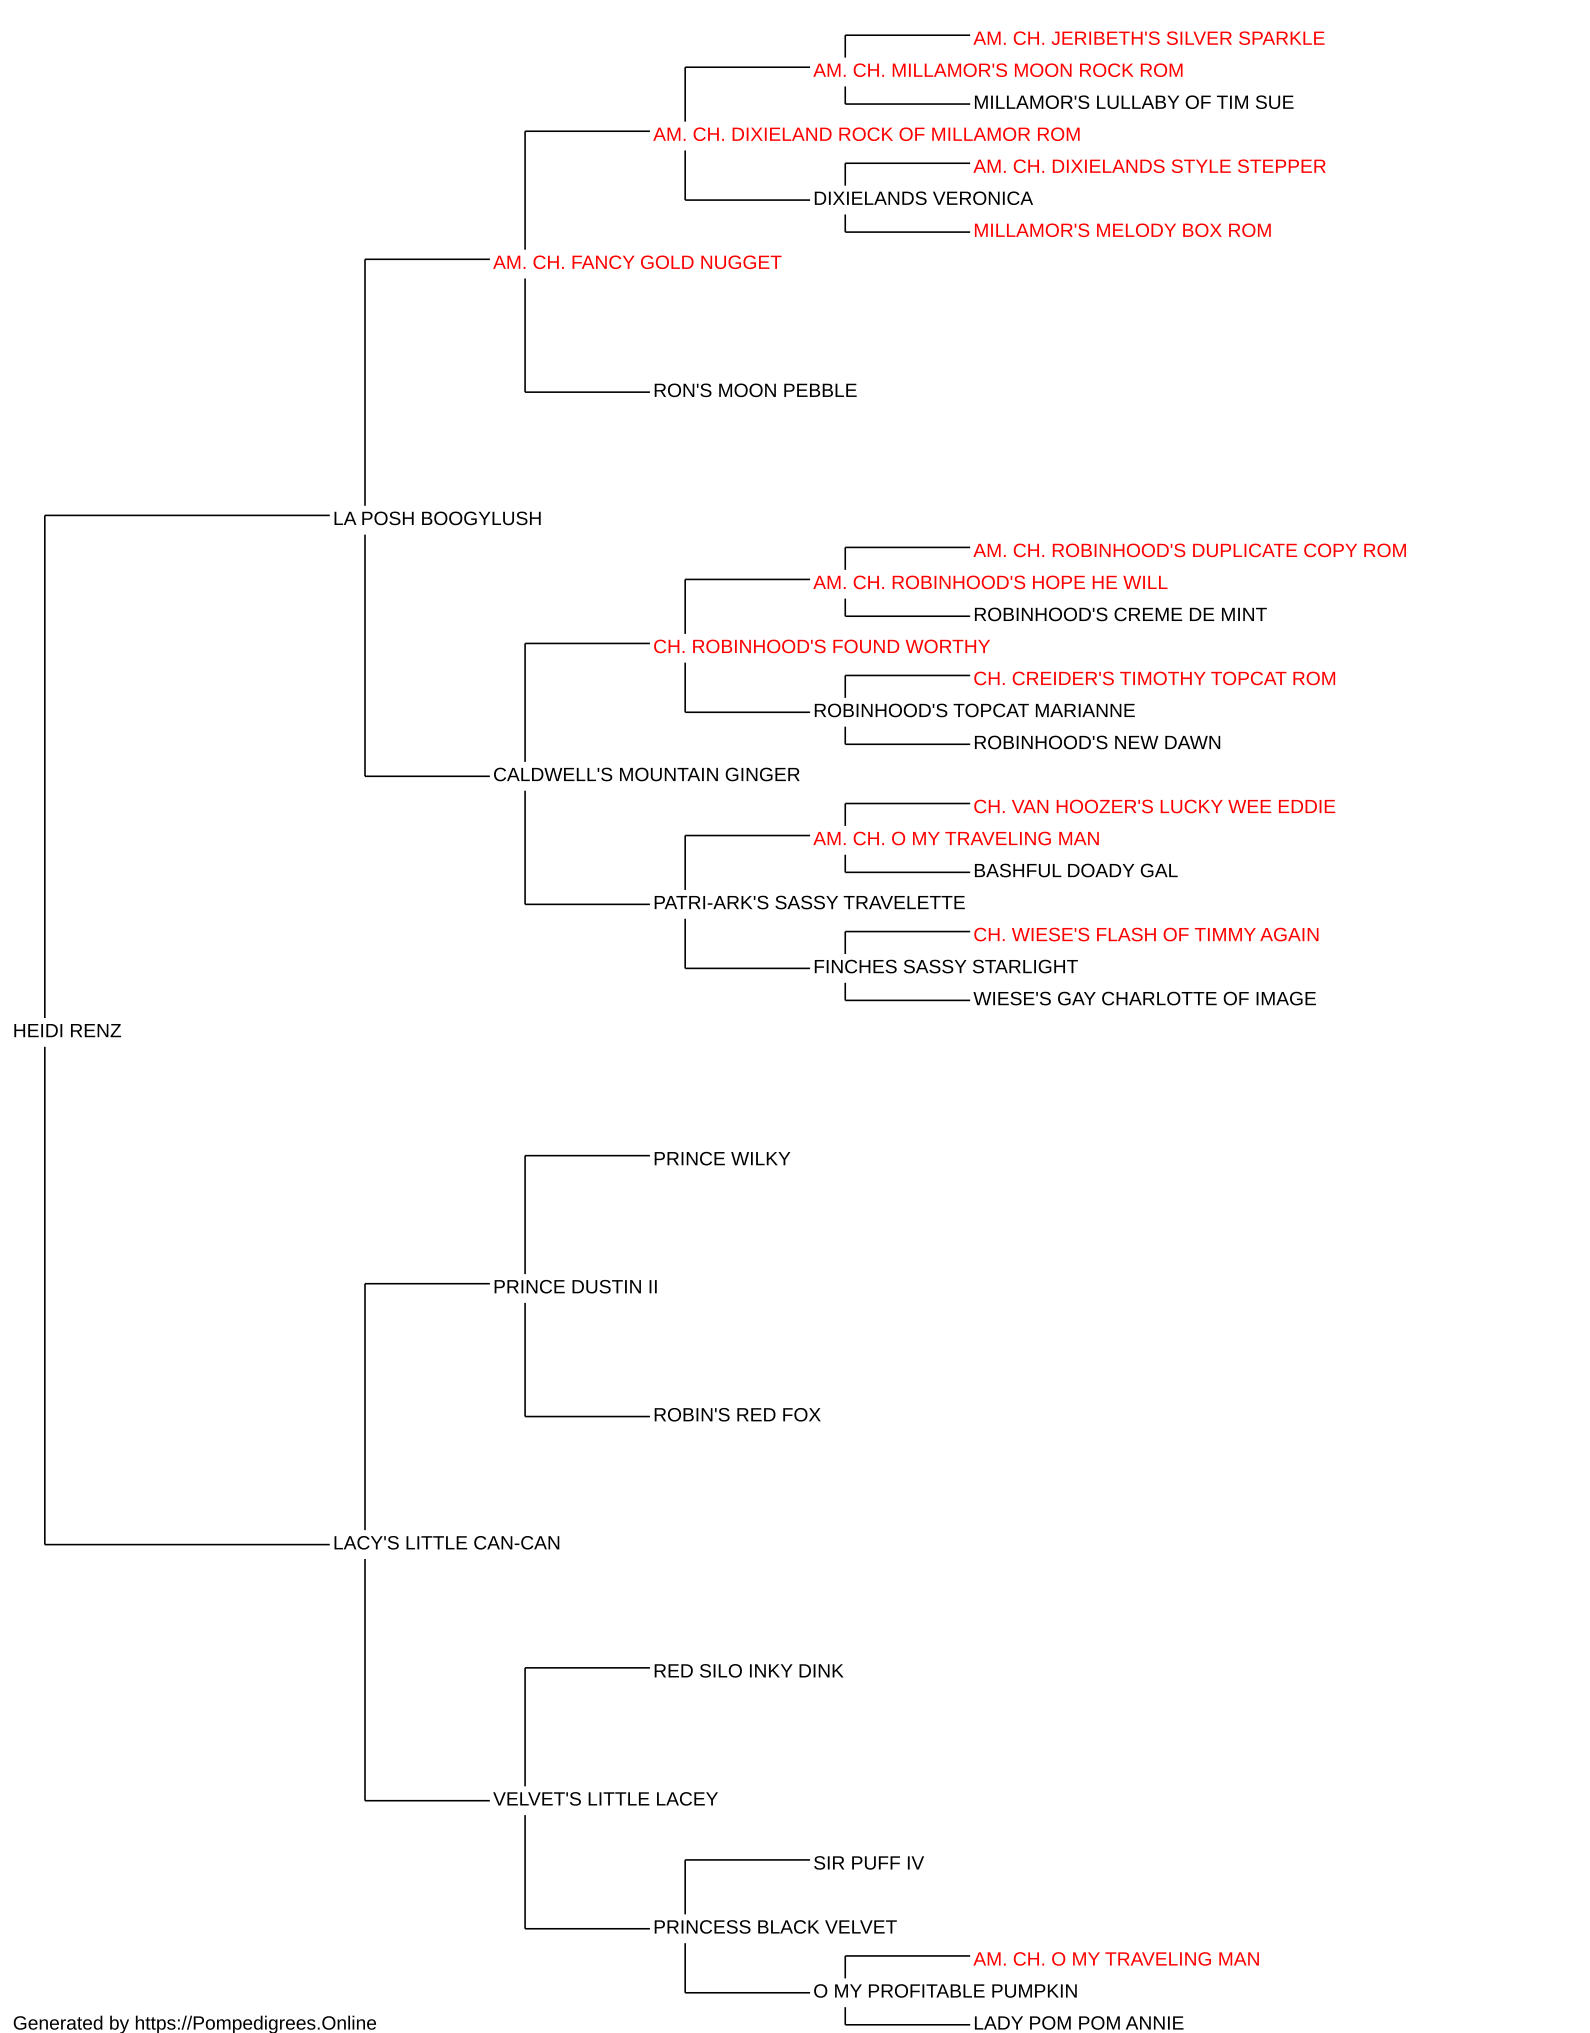 AM. CH. JERIBETH'S SILVER SPARKLE
AM. CH. MILLAMOR'S MOON ROCK ROM
MILLAMOR'S LULLABY OF TIM SUE
AM. CH. DIXIELAND ROCK OF MILLAMOR ROM
AM. CH. DIXIELANDS STYLE STEPPER
DIXIELANDS VERONICA
MILLAMOR'S MELODY BOX ROM
AM. CH. FANCY GOLD NUGGET
RON'S MOON PEBBLE
LA POSH BOOGYLUSH
AM. CH. ROBINHOOD'S DUPLICATE COPY ROM
AM. CH. ROBINHOOD'S HOPE HE WILL
ROBINHOOD'S CREME DE MINT
CH. ROBINHOOD'S FOUND WORTHY
CH. CREIDER'S TIMOTHY TOPCAT ROM
ROBINHOOD'S TOPCAT MARIANNE
ROBINHOOD'S NEW DAWN
CALDWELL'S MOUNTAIN GINGER
CH. VAN HOOZER'S LUCKY WEE EDDIE
AM. CH. O MY TRAVELING MAN
BASHFUL DOADY GAL
PATRI-ARK'S SASSY TRAVELETTE
CH. WIESE'S FLASH OF TIMMY AGAIN
FINCHES SASSY STARLIGHT
WIESE'S GAY CHARLOTTE OF IMAGE
HEIDI RENZ
PRINCE WILKY
PRINCE DUSTIN II
ROBIN'S RED FOX
LACY'S LITTLE CAN-CAN
RED SILO INKY DINK
VELVET'S LITTLE LACEY
SIR PUFF IV
PRINCESS BLACK VELVET
AM. CH. O MY TRAVELING MAN
O MY PROFITABLE PUMPKIN
LADY POM POM ANNIE
Generated by https://Pompedigrees.Online